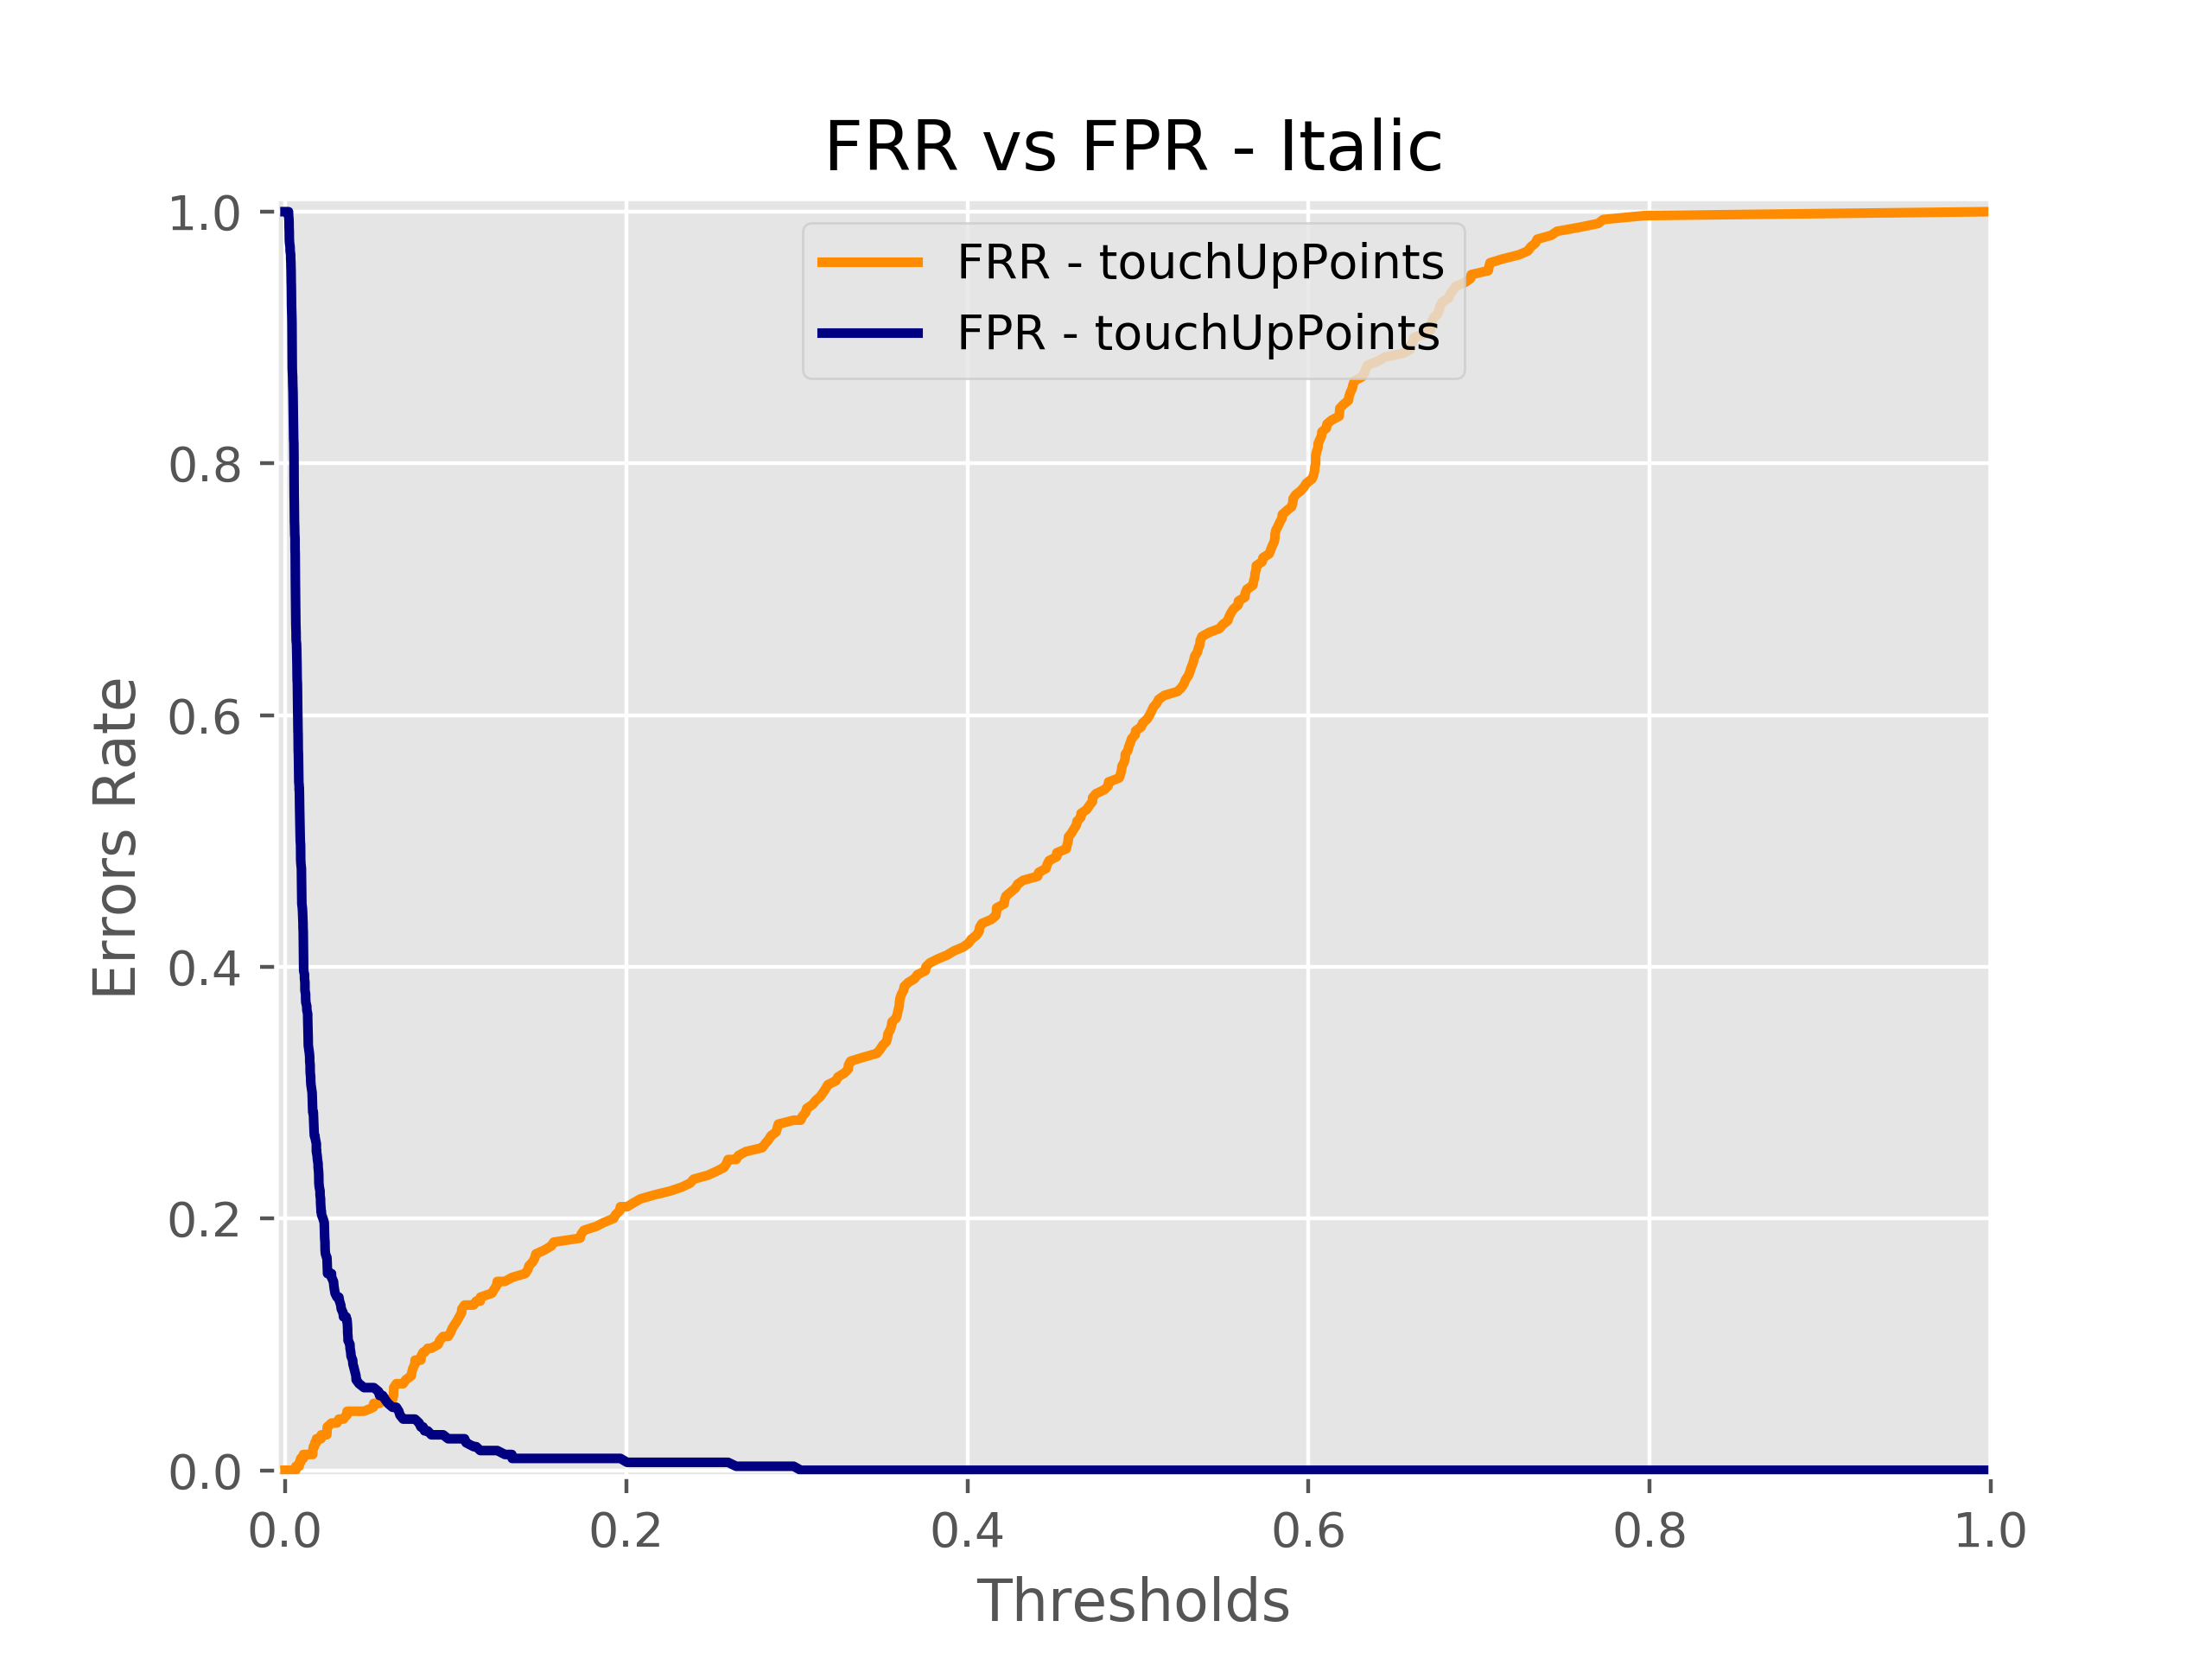 FRR vs FPR - Italic
FRR - touchUpPoints
FPR - touchUpPoints
1.0
0.8
0.6
0.4
0.2
0.0
Errors Rate
0.0 0.2 0.4 0.6 0.8 1.0
Thresholds